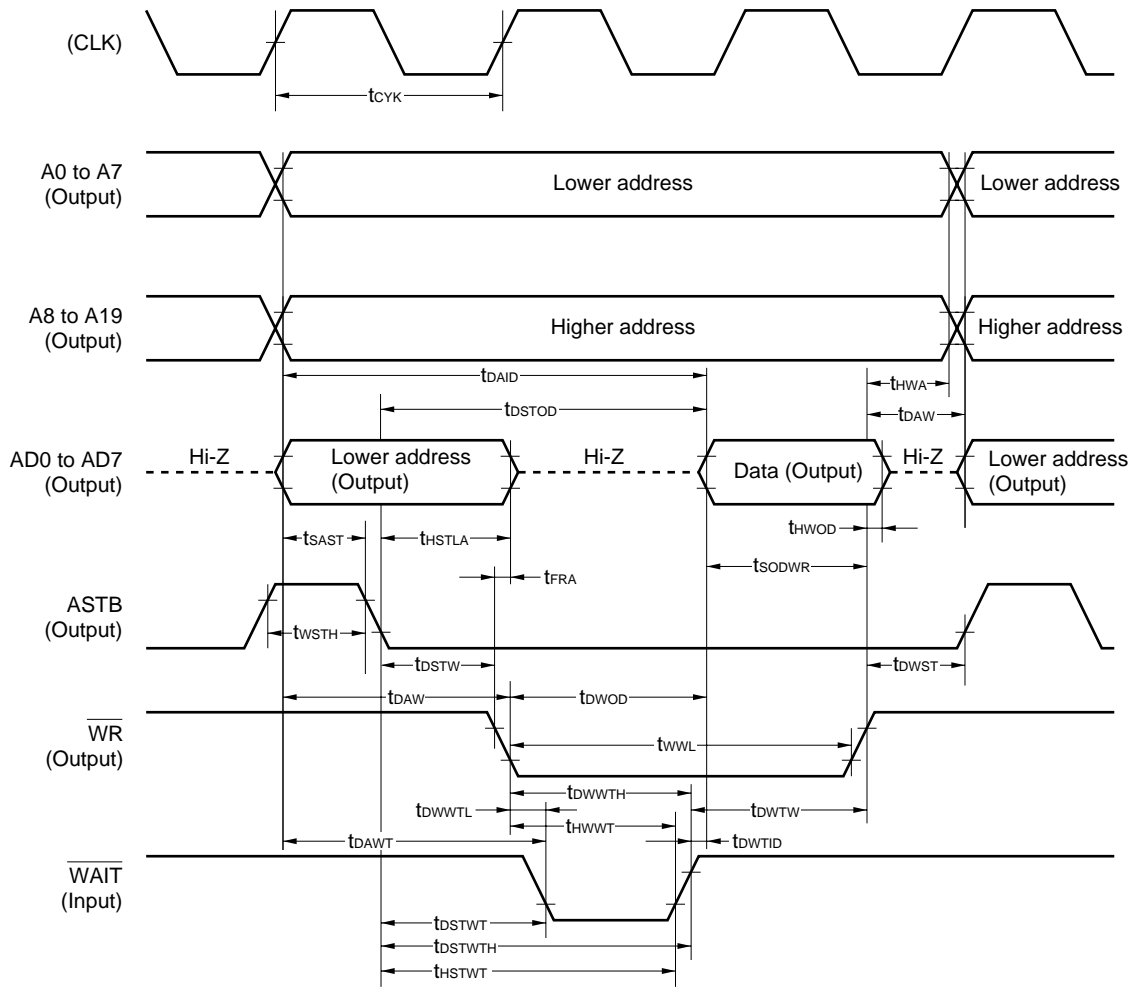 (CLK)
tCYK
A0 to A7
(Output)
Lower address
Lower address
A8 to A19
(Output)
Higher address
Higher address
tDAID
tHWA
tDSTOD
tDAW
AD0 to AD7
(Output)
Hi-Z
Lower address
(Output)
Hi-Z
Data (Output)
Hi-Z
Lower address
(Output)
tSAST
tHSTLA
tHWOD
tFRA
tSODWR
ASTB
(Output)
tWSTH
tDSTW
tDWST
tDAW
tDWOD
WR
(Output)
tWWL
tDWWTH
tDWWTL
tDWTW
tHWWT
tDAWT
tDWTID
WAIT
(Input)
tDSTWT
tDSTWTH
tHSTWT